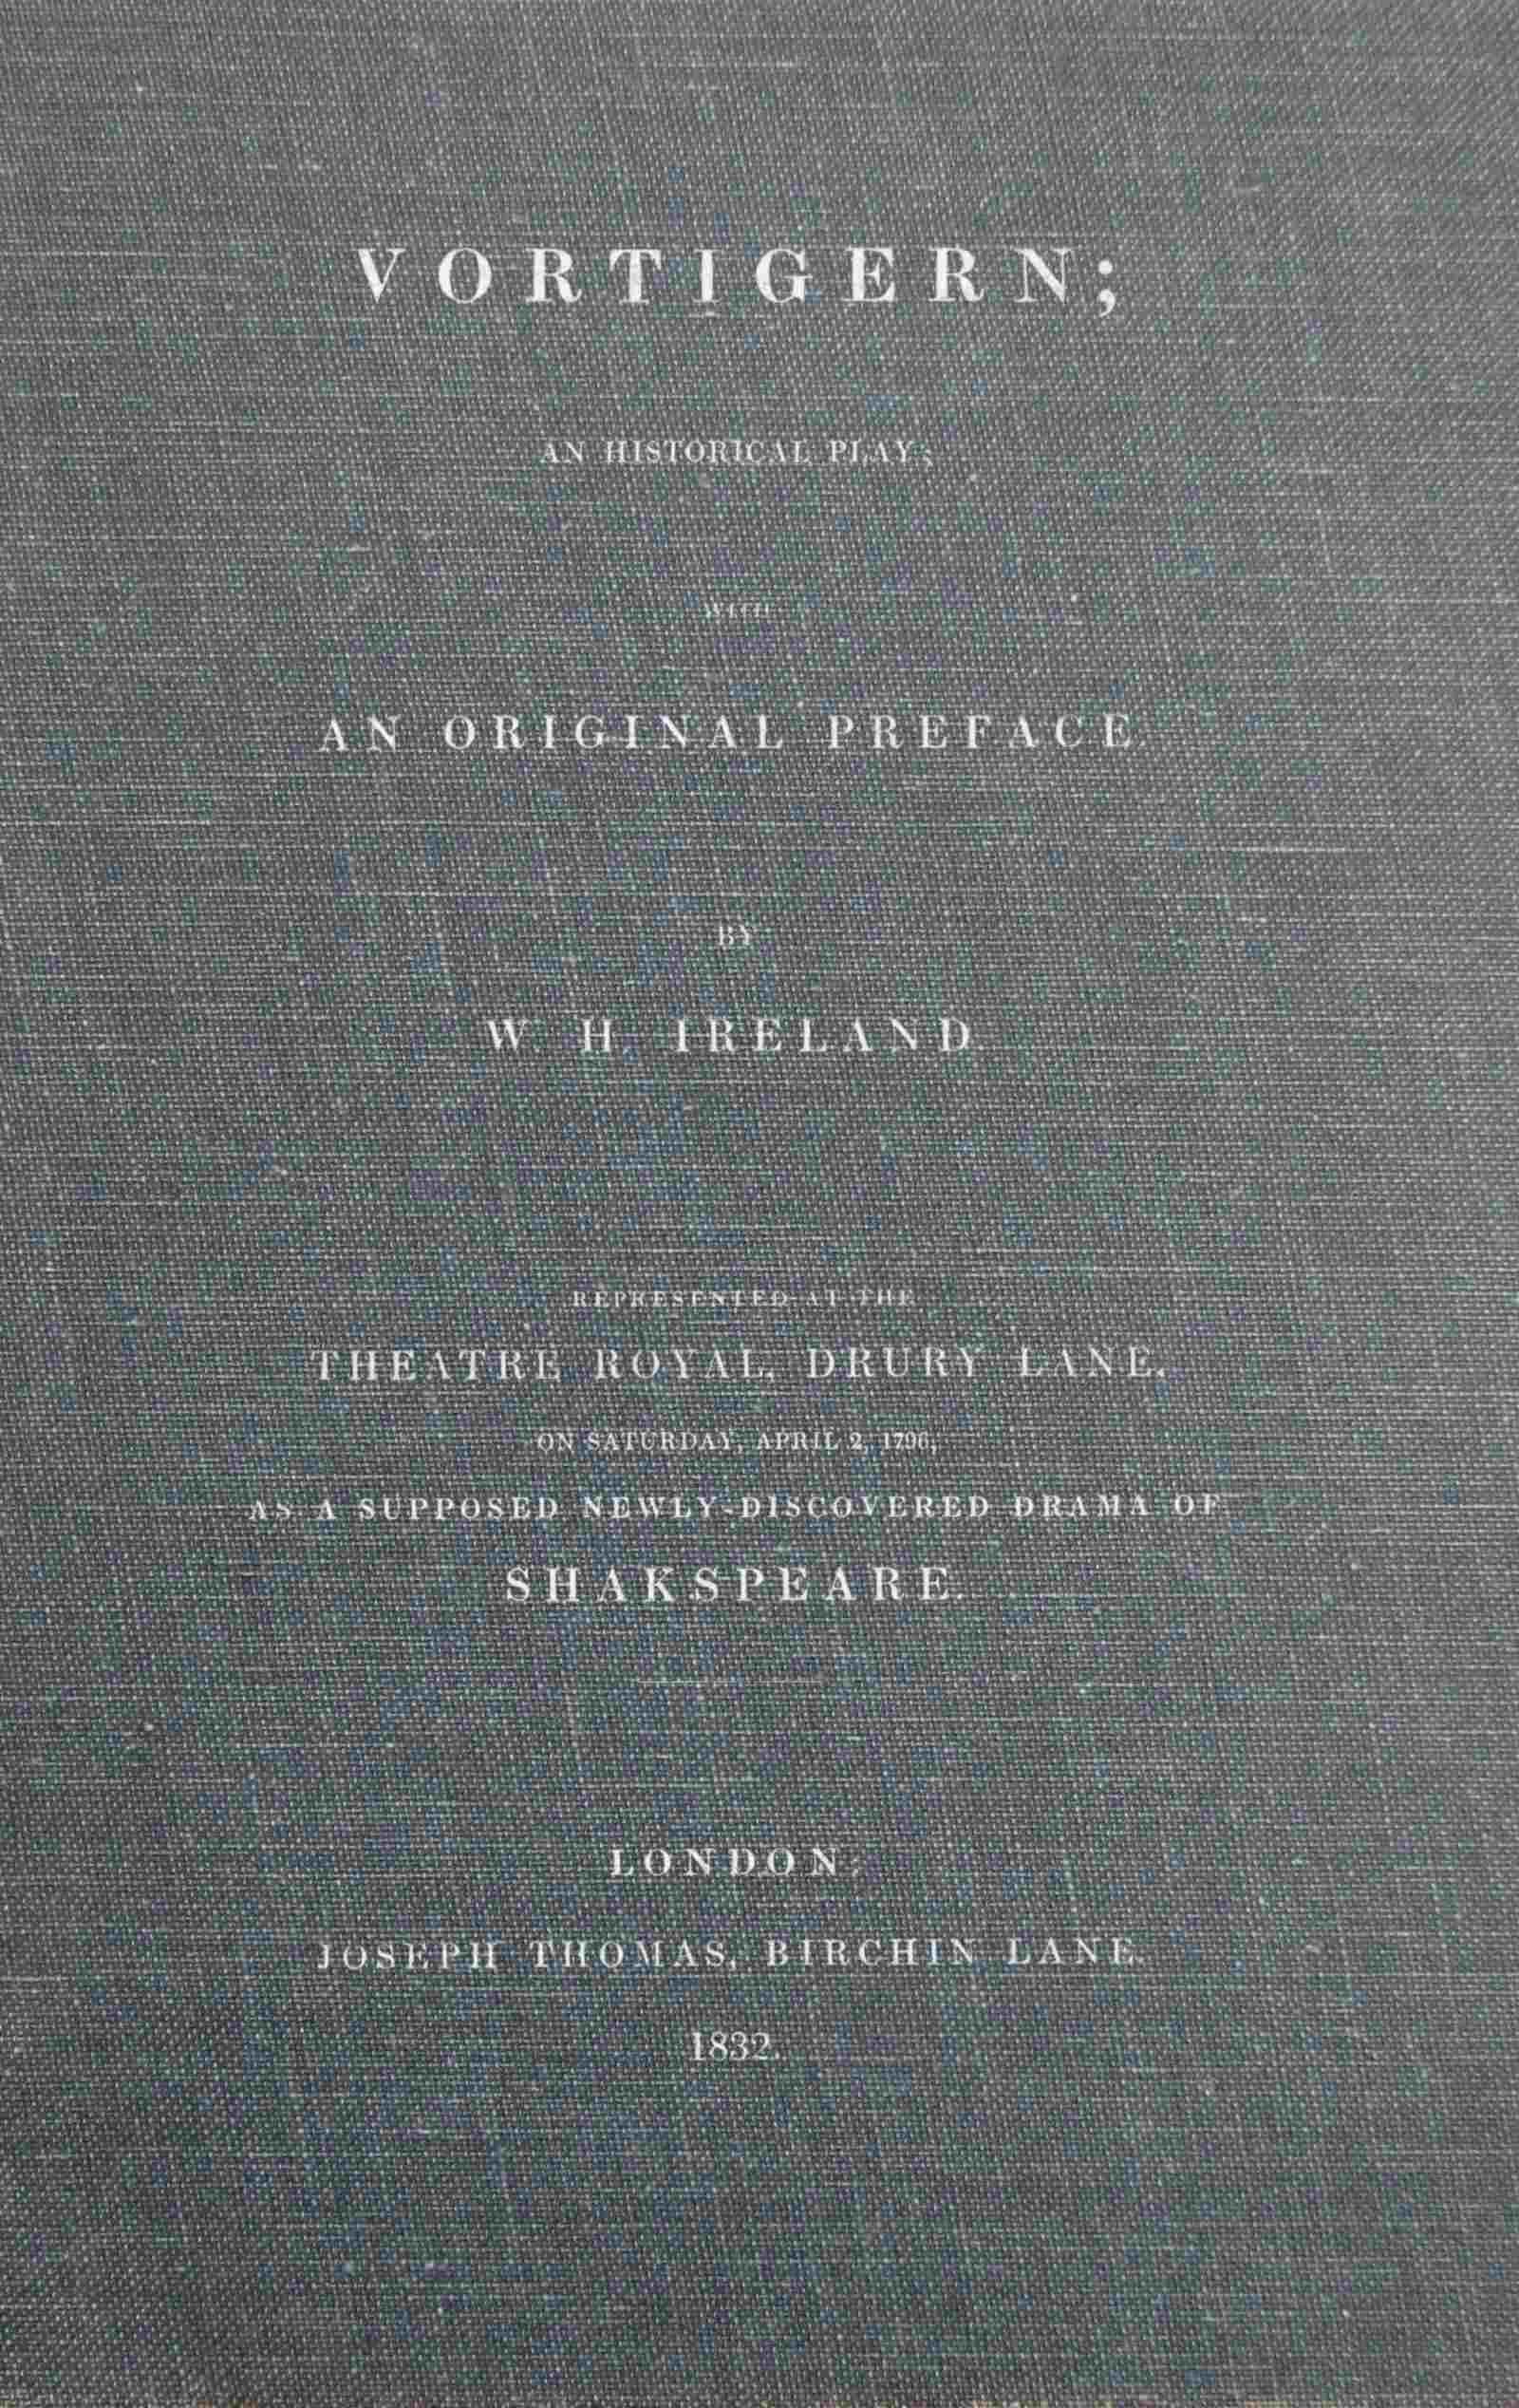 VORTIGERN;
AN HISTORICAL PLAY;
WITH
AN ORIGINAL PREFACE
BY
W. H. IRELAND
REPRESENTED AT THE
THEATRE ROYAL, DRURY LANE,
ON SATURDAY, APRIL 2, 1796,
AS A SUPPOSED NEWLY-DISCOVERED DRAMA OF
SHAKSPEARE.
LONDON:
JOSEPH THOMAS, BIRCHIN LANE.
1832.